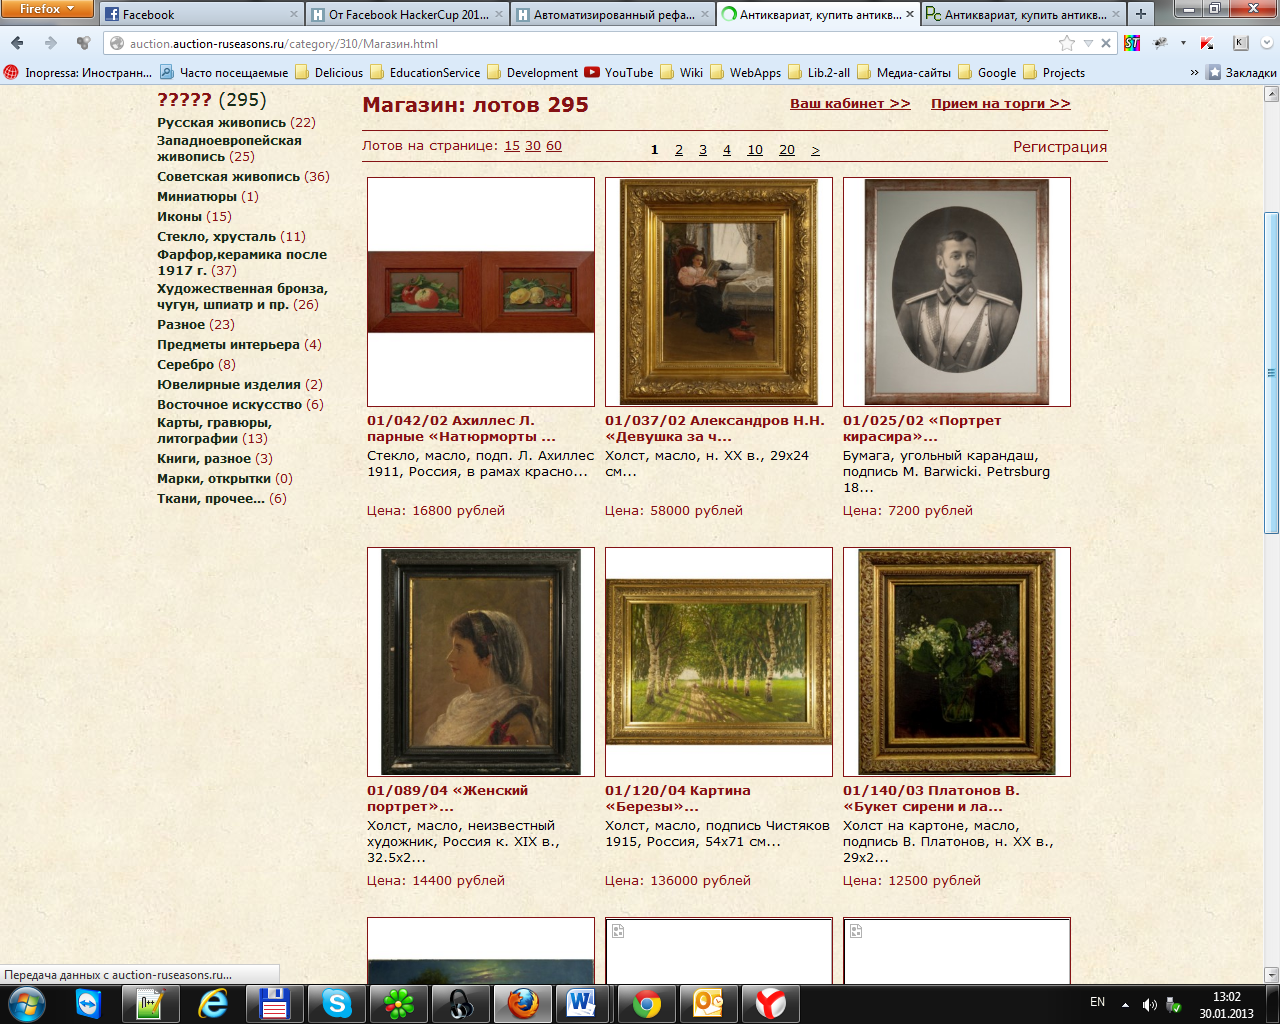 Firefox
Facebook
От Facebook HackerCup 201...
Автоматизированный рефа...
Антиквариат, купить антикв...
Антиквариат, купить антикв...
auction.auction-ruseasons.ru/category/310/Магазин.html
Inopressa: Иностранн...
Часто посещаемые
Delicious
EducationService
Development
YouTube
Wiki
WebApps
Lib.2-all
Медиа-сайты
Google
Projects
»
Закладки
????? (295)
Русская живопись (22)
Западноевропейская
живопись (25)
Советская живопись (36)
Миниатюры (1)
Иконы (15)
Стекло, хрусталь (11)
Фарфор,керамика после
1917 г. (37)
Художественная бронза,
чугун, шпиатр и пр. (26)
Разное (23)
Предметы интерьера (4)
Серебро (8)
Ювелирные изделия (2)
Восточное искусство (6)
Карты, гравюры,
литографии (13)
Книги, разное (3)
Марки, открытки (0)
Ткани, прочее... (6)
Магазин: лотов 295
Ваш кабинет >>
Прием на торги >>
Лотов на странице: 15 30 60
1 2 3 4 10 20 >
Регистрация
01/042/02 Ахиллес Л.
парные «Натюрморты ...
Стекло, масло, подп. Л. Ахиллес
1911, Россия, в рамах красно...
Цена: 16800 рублей
01/037/02 Александров Н.Н.
«Девушка за ч...
Холст, масло, н. XX в., 29x24
см...
Цена: 58000 рублей
01/025/02 «Портрет
кирасира»...
Бумага, угольный карандаш,
подпись M. Barwicki. Petrsburg
18...
Цена: 7200 рублей
01/089/04 «Женский
портрет»...
Холст, масло, неизвестный
художник, Россия к. XIX в.,
32.5x2...
Цена: 14400 рублей
01/120/04 Картина
«Березы»...
Холст, масло, подпись Чистяков
1915, Россия, 54x71 см...
Цена: 136000 рублей
01/140/03 Платонов В.
«Букет сирени и ла...
Холст на картоне, масло,
подпись В. Платонов, н. XX в.,
29x2...
Цена: 12500 рублей
Передача данных с auction-ruseasons.ru...
EN
13:02
30.01.2013